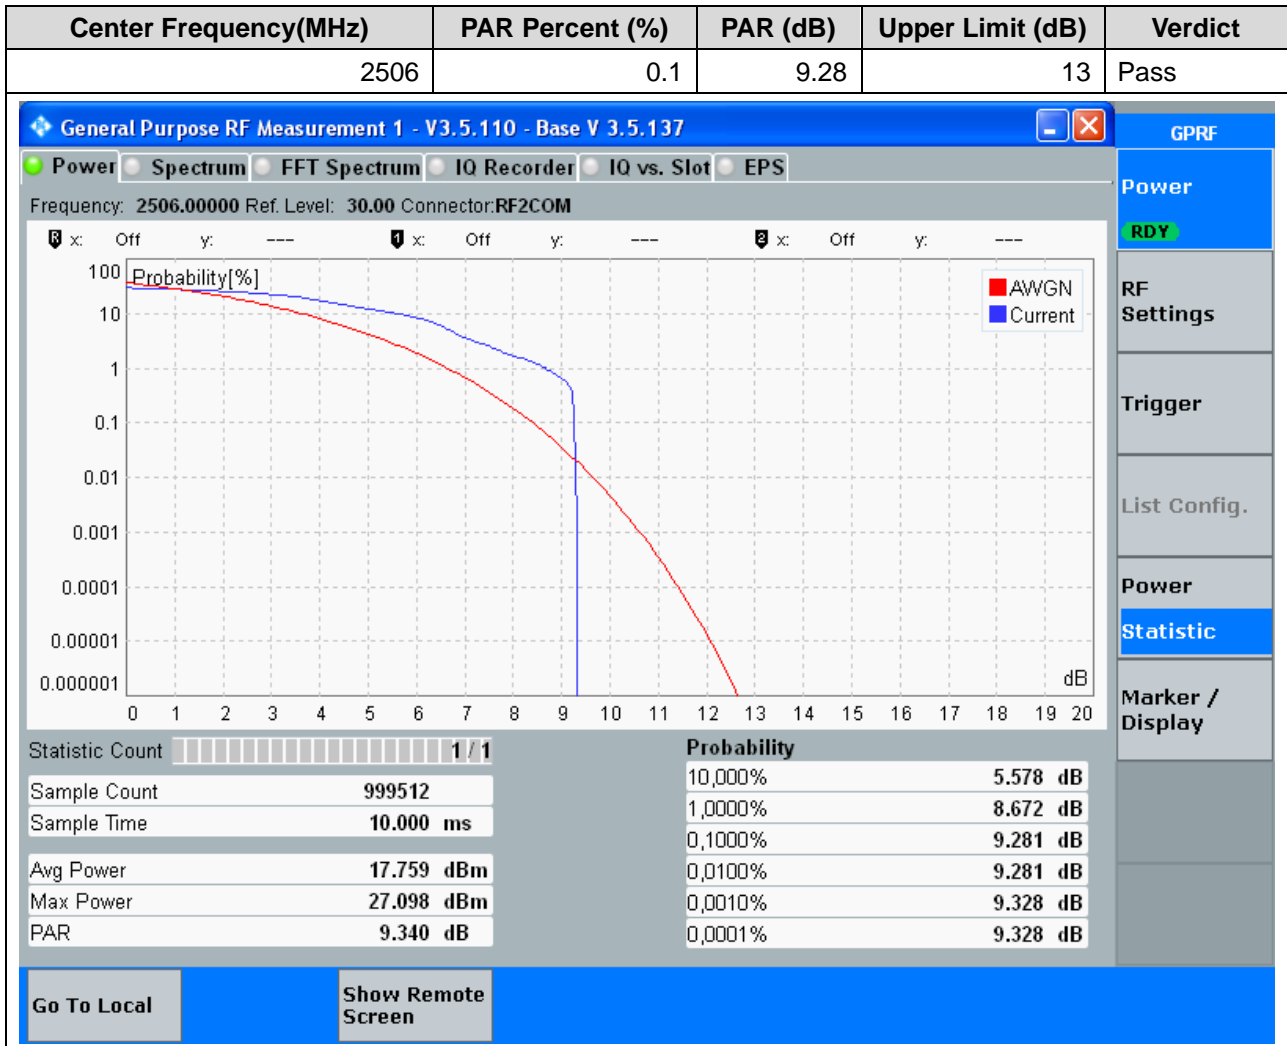 Center Frequency(MHz) PAR Percent (%) PAR (dB) Upper Limit (dB) Verdict
2506 0.1 9.28 13 Pass
General Purpose RF Measurement 1 - V3.5.110 - Base V 3.5.137
GPRF
Power Spectrum FFT Spectrum IQ Recorder IQ vs. Slot EPS
Power
RDY
Frequency: 2506.00000 Ref. Level: 30.00 Connector:RF2COM
R x: Off y: --- 1 x: Off y: --- 2 x: Off y: ---
Probability[%]
100
10
1
0.1
0.01
0.001
0.0001
0.00001
0.000001
AWGN
Current
dB
0 1 2 3 4 5 6 7 8 9 10 11 12 13 14 15 16 17 18 19 20
RF
Settings
Trigger
List Config.
Power
Statistic
Marker /
Display
Statistic Count 1 / 1
Sample Count 999512
Sample Time 10.000 ms
Avg Power 17.759 dBm
Max Power 27.098 dBm
PAR 9.340 dB
Probability
10,000% 5.578 dB
1,0000% 8.672 dB
0,1000% 9.281 dB
0,0100% 9.281 dB
0,0010% 9.328 dB
0,0001% 9.328 dB
Go To Local
Show Remote
Screen